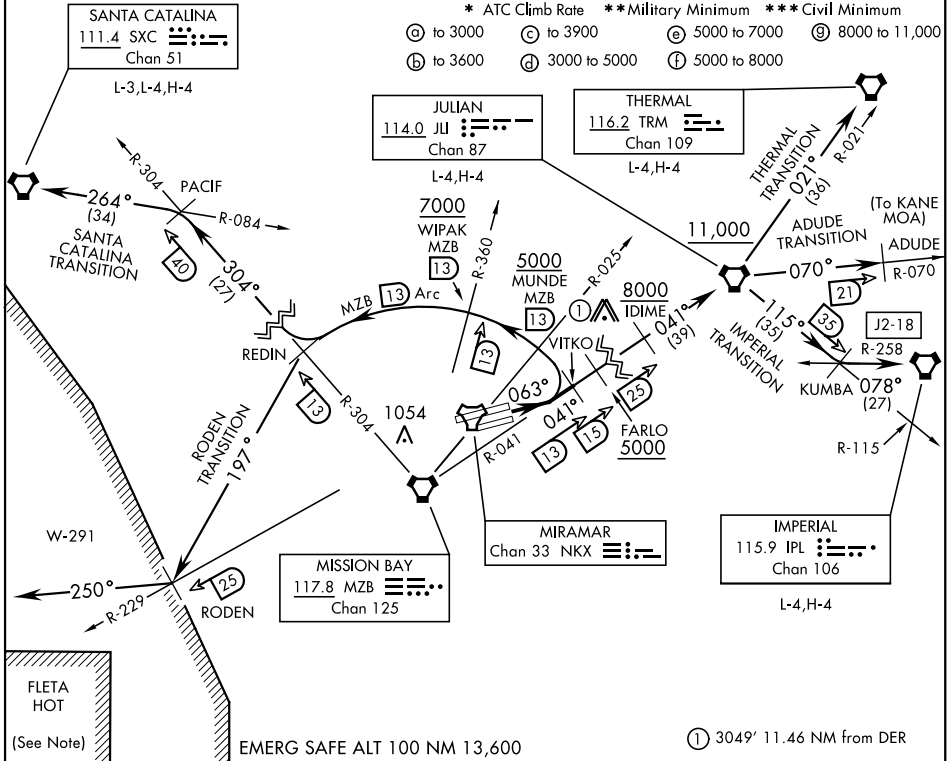 * ATC Climb Rate ** Military Minimum *** Civil Minimum
ⓐ to 3000 ⓒ to 3900 ⓔ 5000 to 7000 ⓖ 8000 to 11,000
ⓑ to 3600 ⓓ 3000 to 5000 ⓕ 5000 to 8000
SANTA CATALINA
111.4 SXC
Chan 51
L-3,L-4,H-4
JULIAN
114.0 JLI
Chan 87
L-4,H-4
THERMAL
116.2 TRM
Chan 109
L-4,H-4
THERMAL
TRANSITION
021°
(36)
R-021
R-304
PACIF
264°
(34)
R-084
SANTA
CATALINA
TRANSITION
40
304°
(27)
7000
WIPAK
MZB
13
R-360
5000
MUNDE
MZB
13
R-025
11,000
ADUDE
TRANSITION
(To KANE
MOA)
ADUDE
070°
R-070
21
MZB 13 Arc
13
①
8000
IDIME
041°
(39)
115°
(35)
35
J2-18
R-258
IMPERIAL
TRANSITION
KUMBA
078°
(27)
R-115
REDIN
13
R-304
VITKO
063°
041°
R-041
13
15
25
FARLO
5000
1054
RODEN
TRANSITION
197°
W-291
250°
R-229
25
RODEN
MISSION BAY
117.8 MZB
Chan 125
MIRAMAR
Chan 33 NKX
IMPERIAL
115.9 IPL
Chan 106
L-4,H-4
FLETA
HOT
(See Note)
EMERG SAFE ALT 100 NM 13,600
① 3049' 11.46 NM from DER